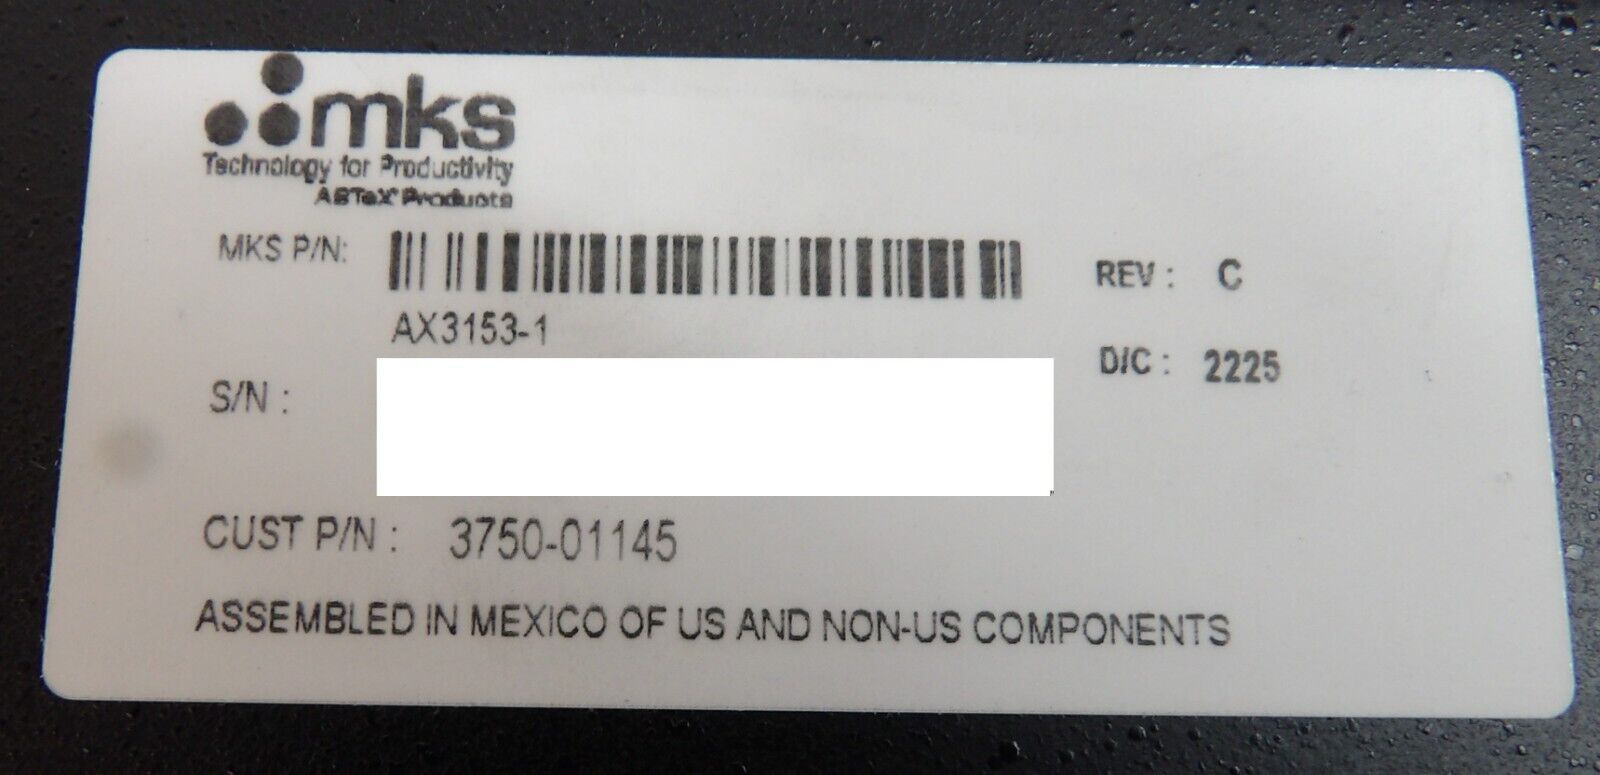 mks
Technology for Productivity
ASTeX® Products
MKS P/N:
AX3153-1
REV : C
D/C : 2225
S/N :
CUST P/N : 3750-01145
ASSEMBLED IN MEXICO OF US AND NON-US COMPONENTS